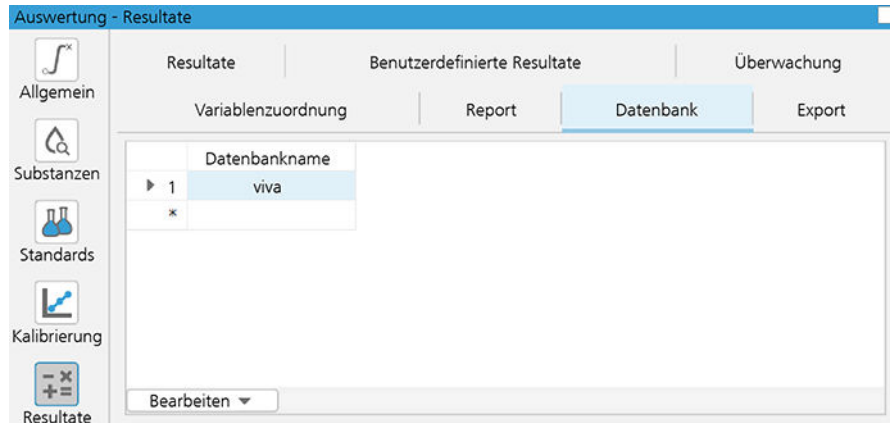 Auswertung - Resultate
Allgemein
Substanzen
Standards
Kalibrierung
Resultate
Resultate
Benutzerdefinierte Resultate
Überwachung
Variablenzuordnung
Report
Datenbank
Export
Datenbankname
1 viva
*
Bearbeiten